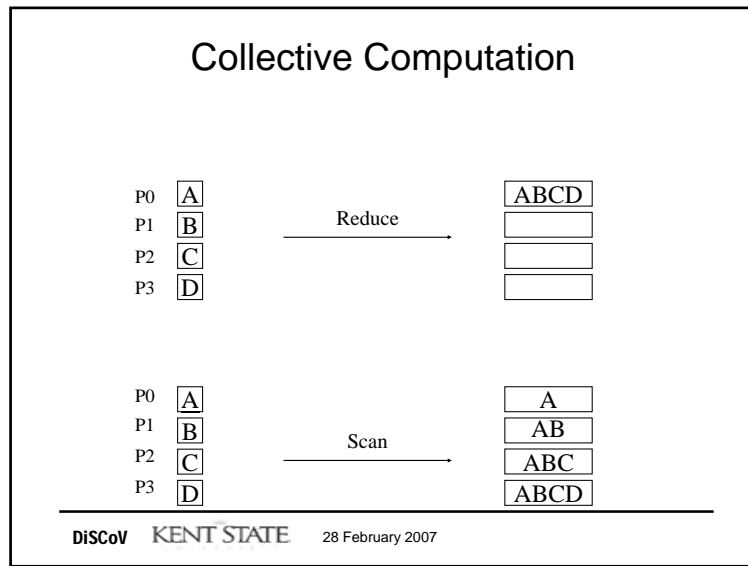 Collective Computation
P0 A ABCD
P1 B Reduce
P2 C
P3 D
P0 A A
P1 B AB
Scan
P2 C ABC
P3 D ABCD
DiSCoV KENT STATE 28 February 2007